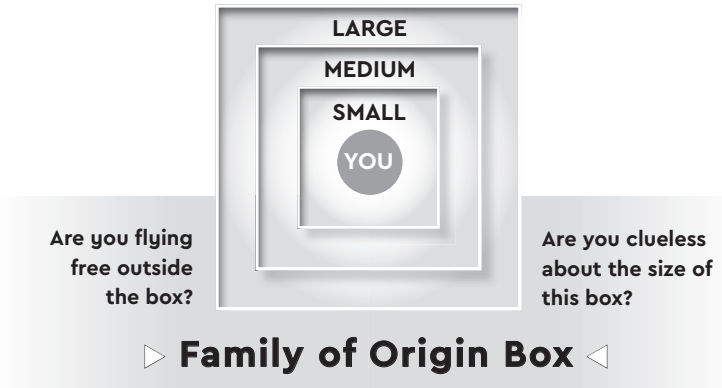 LARGE
MEDIUM
SMALL
YOU
Are you flying
free outside
the box?
Are you clueless
about the size of
this box?
Family of Origin Box